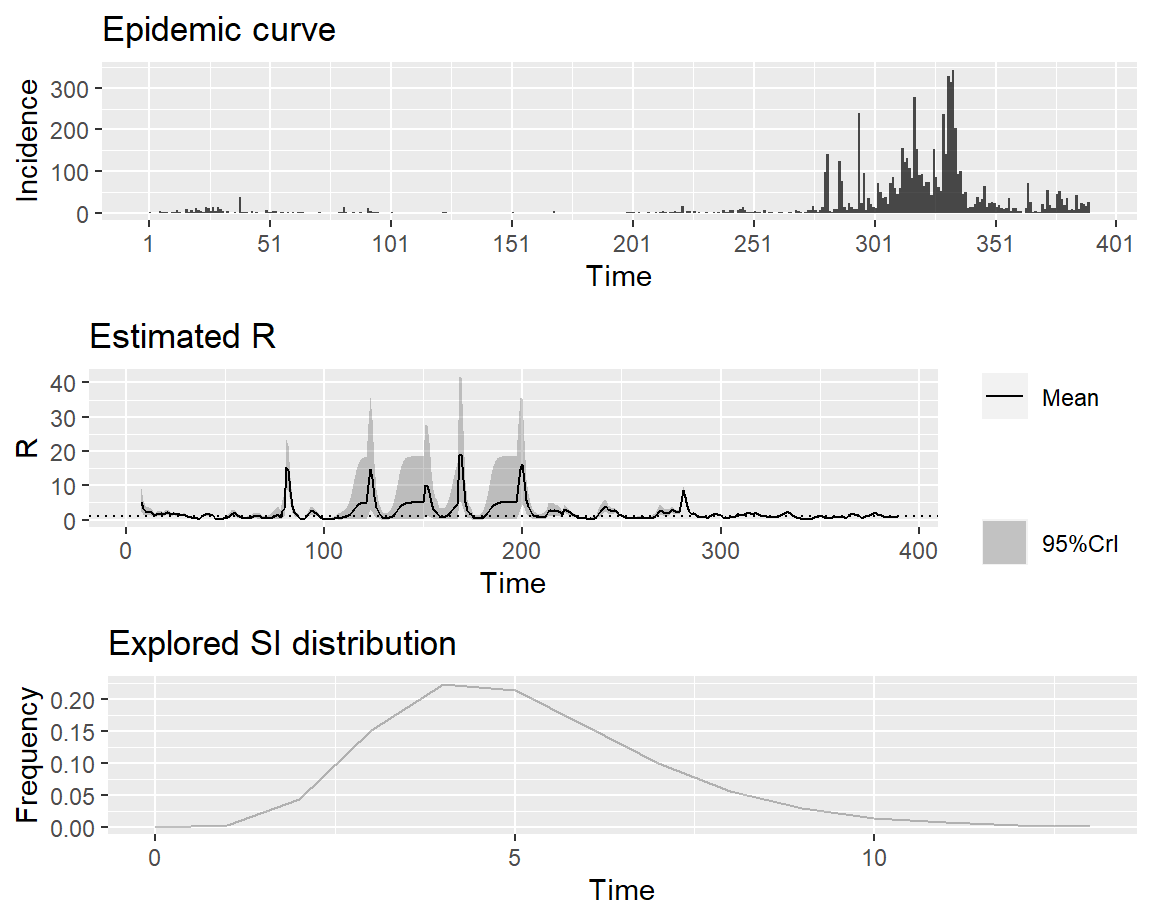 Epidemic curve
Incidence
300
200
100
0
1 51 101 151 201 251 301 351 401
Time
Estimated R
R
40
30
20
10
0
0 100 200 300 400
Time
Mean
95%CrI
Explored SI distribution
Frequency
0.20
0.15
0.10
0.05
0.00
0 5 10
Time